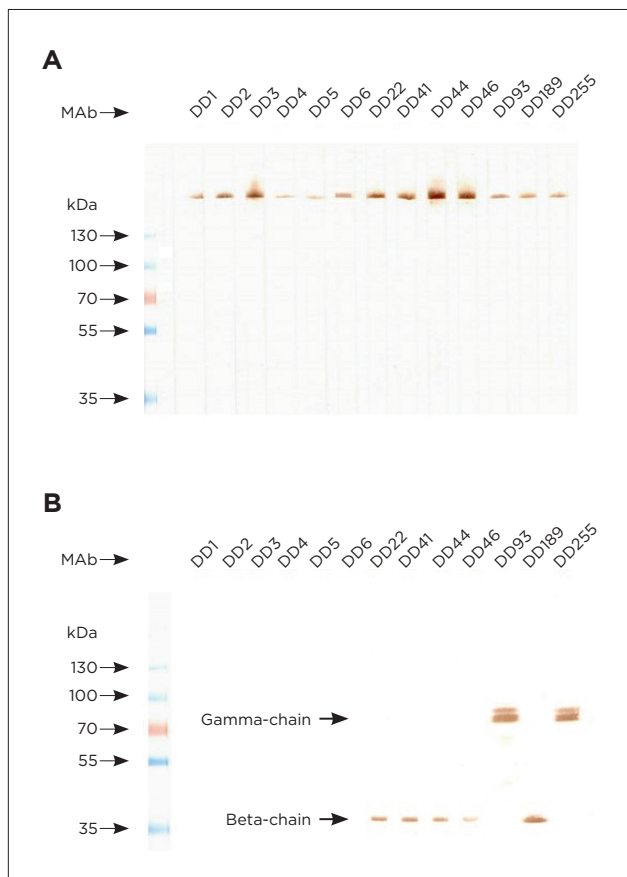 A
MAb
DD1 DD2 DD3 DD4 DD5 DD6 DD22 DD41 DD44 DD46 DD93 DD189 DD255
kDa
130
100
70
55
35
B
MAb
DD1 DD2 DD3 DD4 DD5 DD6 DD22 DD41 DD44 DD46 DD93 DD189 DD255
kDa
130
100
Gamma-chain
70
55
Beta-chain
35